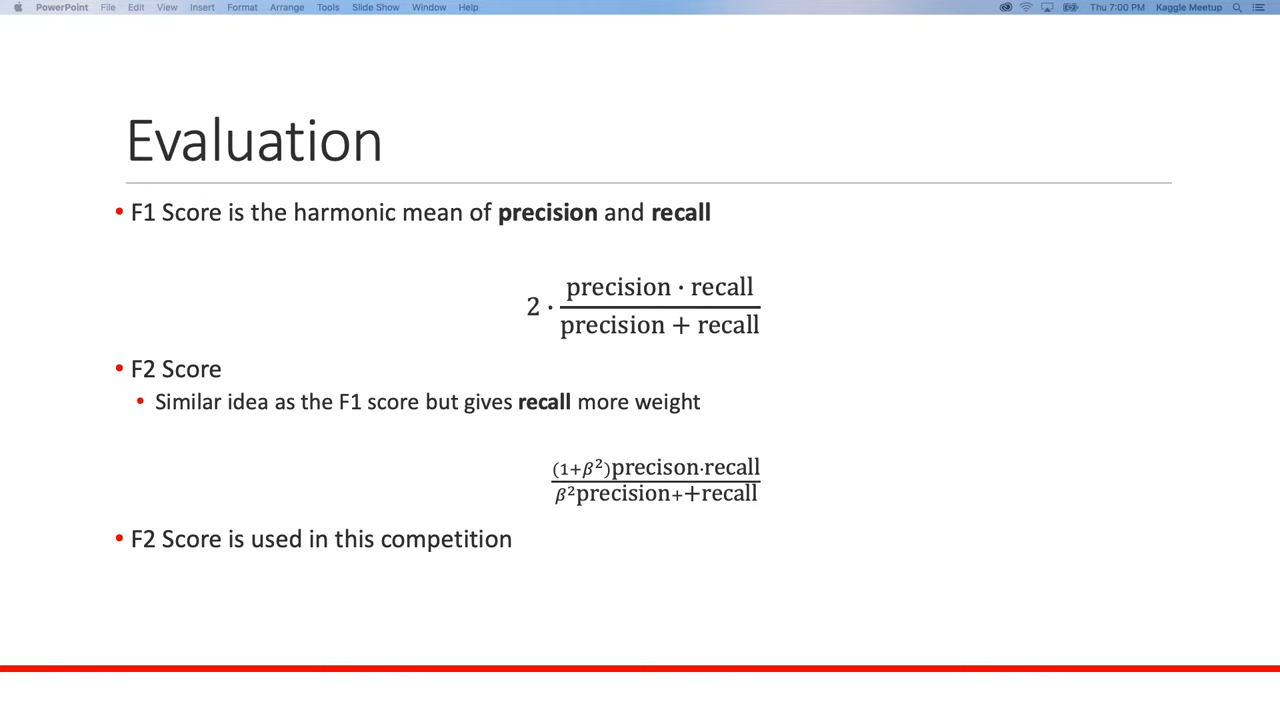 PowerPoint File Edit View Insert Format Arrange Tools Slide Show Window Help Thu 7:00 PM Kaggle Meetup
Evaluation
• F1 Score is the harmonic mean of precision and recall
2 · precision · recall
precision + recall
• F2 Score
• Similar idea as the F1 score but gives recall more weight
(1+β²)precison·recall
β²precision++recall
• F2 Score is used in this competition